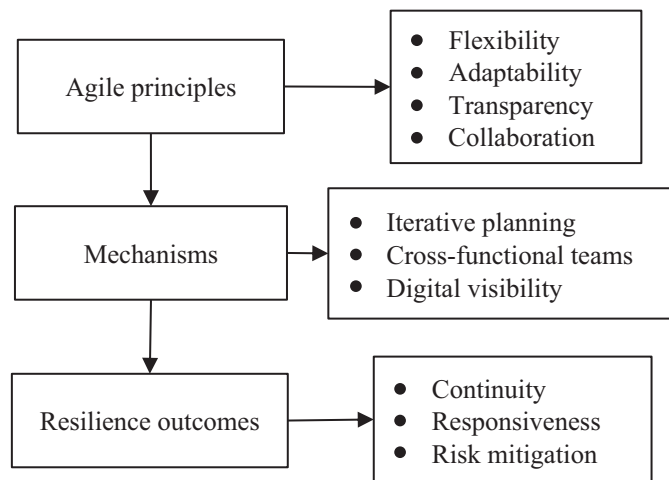 Agile principles
● Flexibility
● Adaptability
● Transparency
● Collaboration
Mechanisms
● Iterative planning
● Cross-functional teams
● Digital visibility
Resilience outcomes
● Continuity
● Responsiveness
● Risk mitigation